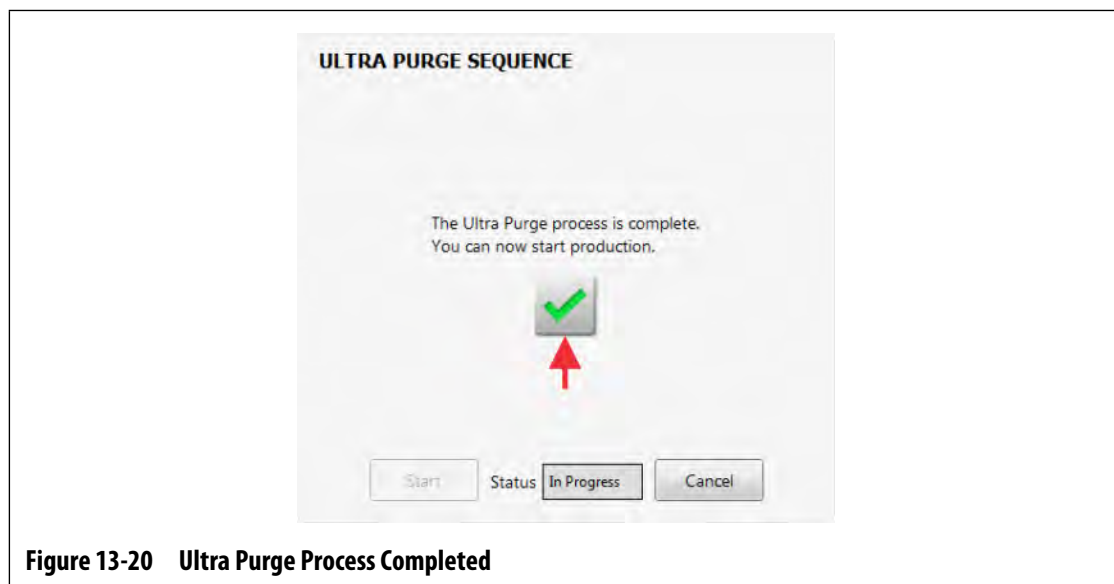 ULTRA PURGE SEQUENCE
The Ultra Purge process is complete.
You can now start production.
Start Status In Progress Cancel
Figure 13-20 Ultra Purge Process Completed